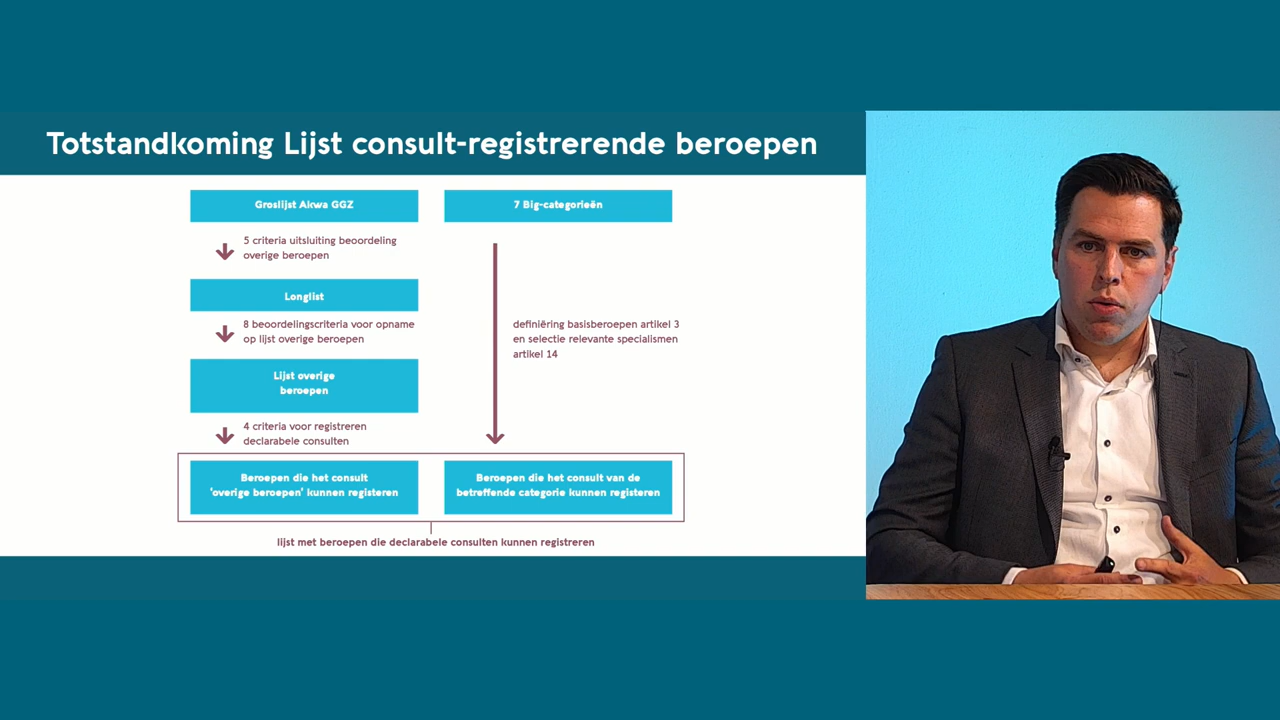 Totstandkoming Lijst consult-registrerende beroepen
Groslijst Akwa GGZ
5 criteria uitsluiting beoordeling
overige beroepen
Longlist
8 beoordelingscriteria voor opname
op lijst overige beroepen
Lijst overige
beroepen
4 criteria voor registreren
declarabele consulten
Beroepen die het consult
'overige beroepen' kunnen registeren
7 Big-categorieën
definiëring basisberoepen artikel 3
en selectie relevante specialismen
artikel 14
Beroepen die het consult van de
betreffende categorie kunnen registeren
lijst met beroepen die declarabele consulten kunnen registreren